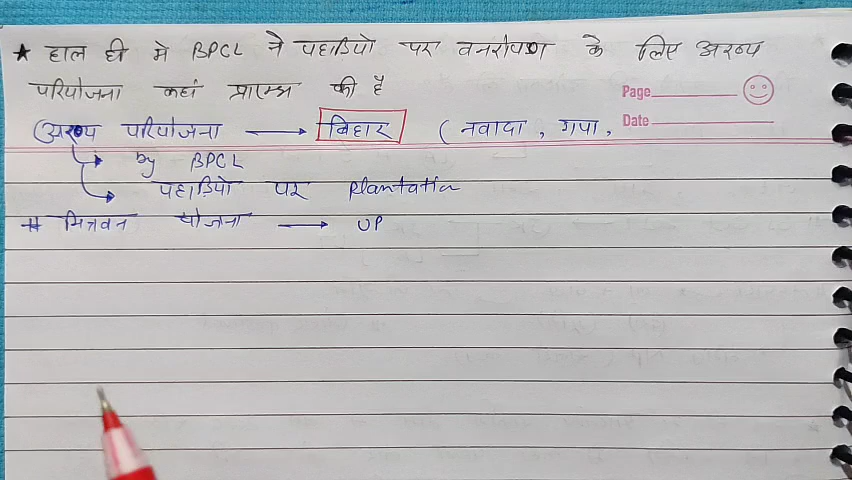 ★ हाल ही मे BPCL ने पहाडियो पर वनरोपण के लिए अरण्य
परियोजना कहां प्रारम्भ की है
Page
अरण्य परियोजना → बिहार ( नवादा , गया ,
Date
by BPCL
पहाड़ियो पर plantation
# मित्रवन योजना → UP